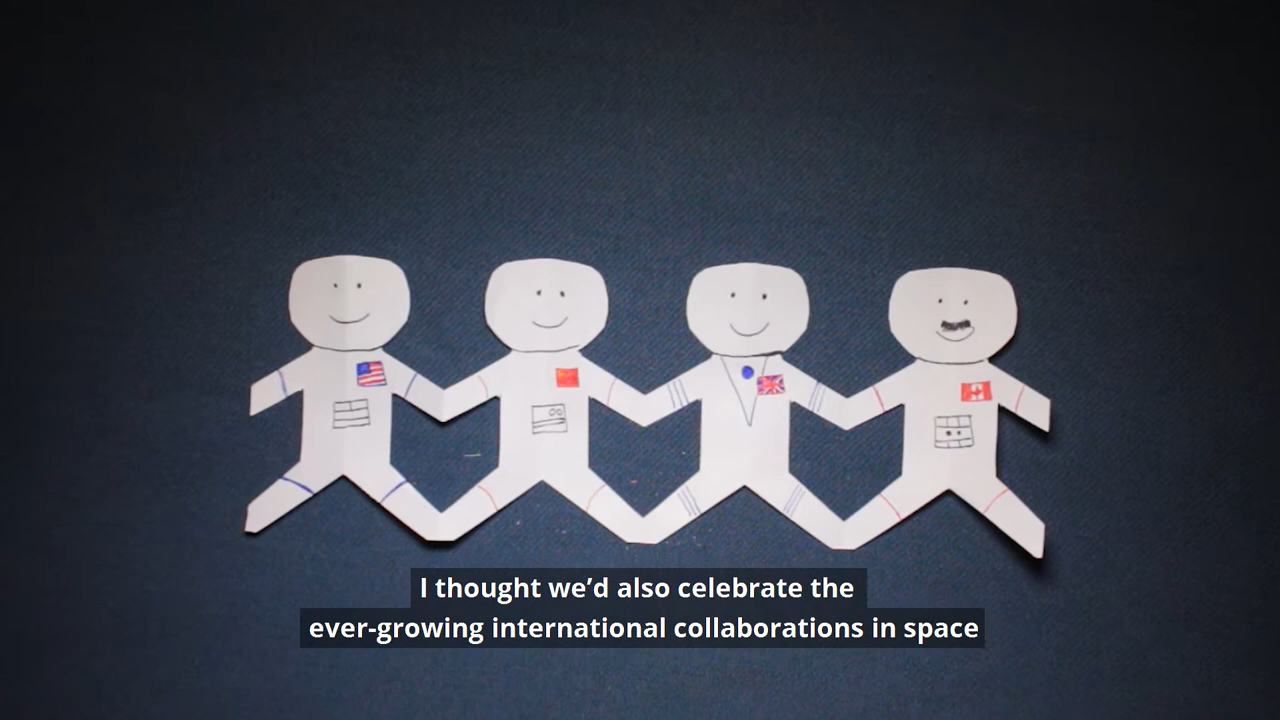 I thought we’d also celebrate the
ever-growing international collaborations in space